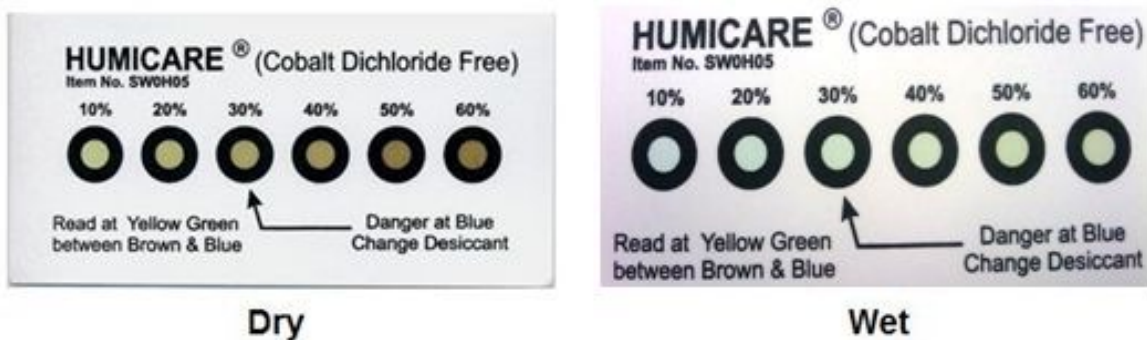 HUMICARE ® (Cobalt Dichloride Free)
Item No. SW0H05
10% 20% 30% 40% 50% 60%
Read at Yellow Green
between Brown & Blue
Danger at Blue
Change Desiccant
Dry
HUMICARE ® (Cobalt Dichloride Free)
Item No. SW0H05
10% 20% 30% 40% 50% 60%
Read at Yellow Green
between Brown & Blue
Danger at Blue
Change Desiccant
Wet